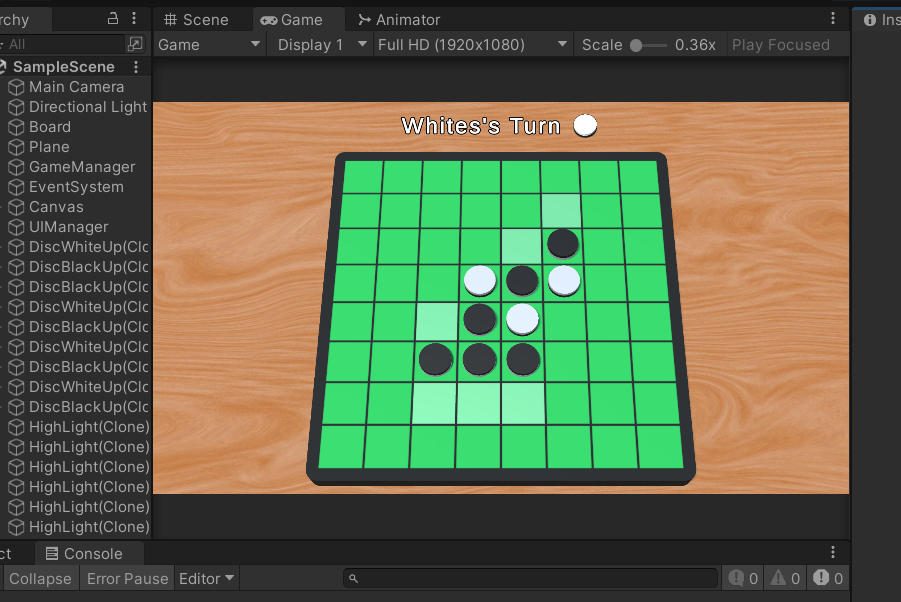 rchy
Scene
Game
Animator
Ins
All
Game
Display 1
Full HD (1920x1080)
Scale
0.36x
Play Focused
SampleScene
Main Camera
Directional Light
Board
Plane
GameManager
EventSystem
Canvas
UIManager
DiscWhiteUp(Clo
DiscBlackUp(Clo
DiscBlackUp(Clo
DiscWhiteUp(Clo
DiscBlackUp(Clo
DiscWhiteUp(Clo
DiscBlackUp(Clo
DiscWhiteUp(Clo
DiscBlackUp(Clo
HighLight(Clone)
HighLight(Clone)
HighLight(Clone)
HighLight(Clone)
HighLight(Clone)
HighLight(Clone)
Whites's Turn
ct
Console
Collapse
Error Pause
Editor
0
0
0